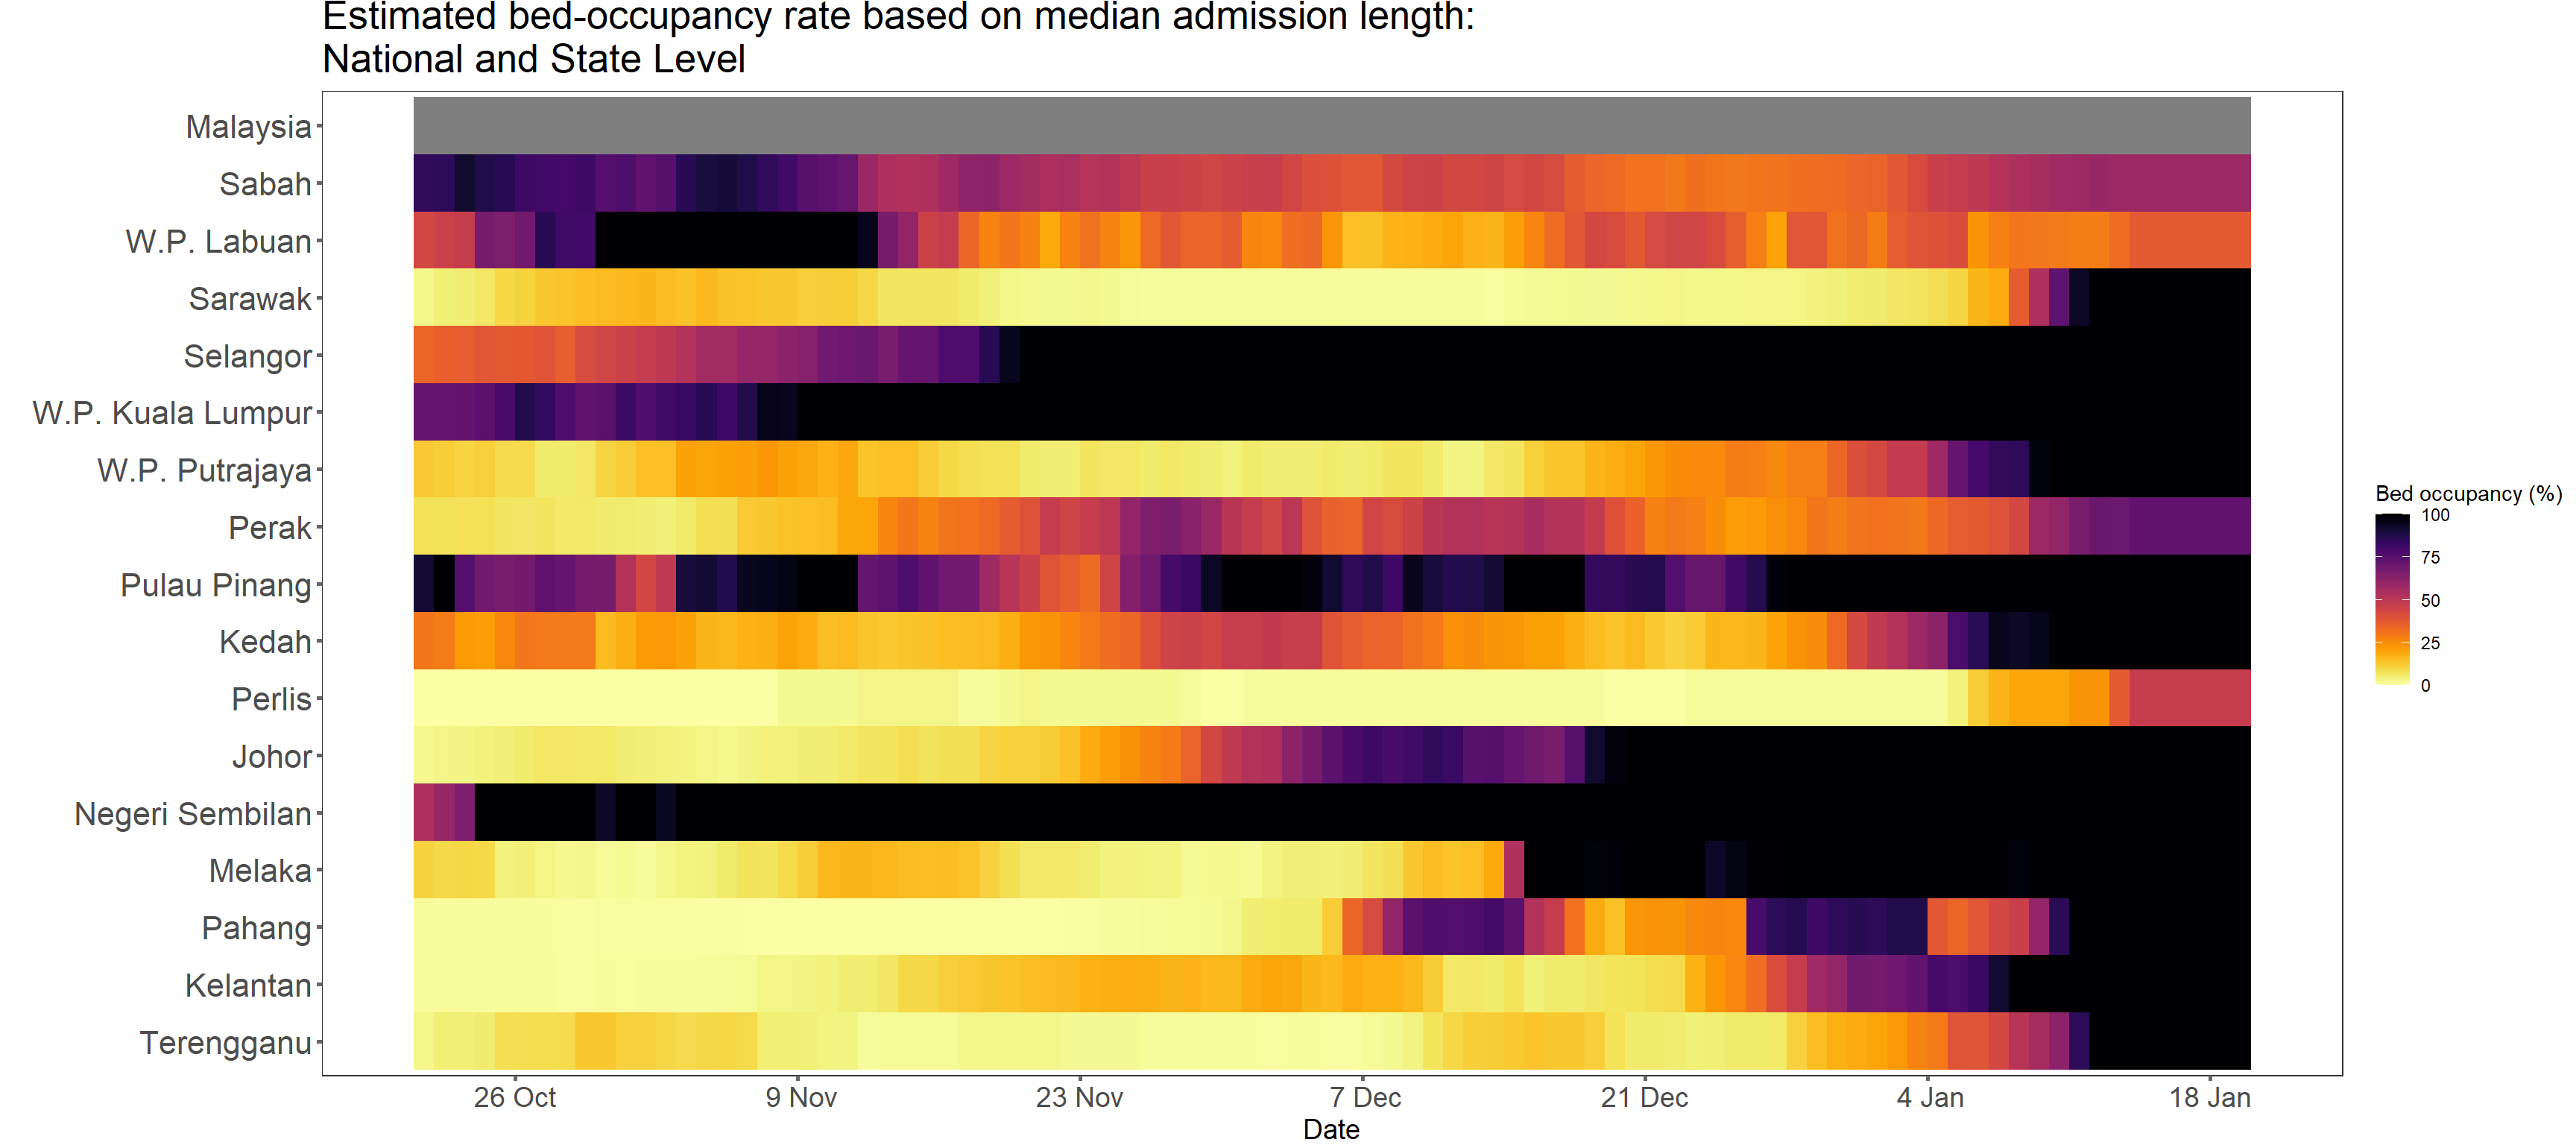 Estimated bed-occupancy rate based on median admission length:
National and State Level
Malaysia
Sabah
W.P. Labuan
Sarawak
Selangor
W.P. Kuala Lumpur
W.P. Putrajaya
Perak
Pulau Pinang
Kedah
Perlis
Johor
Negeri Sembilan
Melaka
Pahang
Kelantan
Terengganu
26 Oct
9 Nov
23 Nov
7 Dec
21 Dec
4 Jan
18 Jan
Date
Bed occupancy (%)
100
75
50
25
0